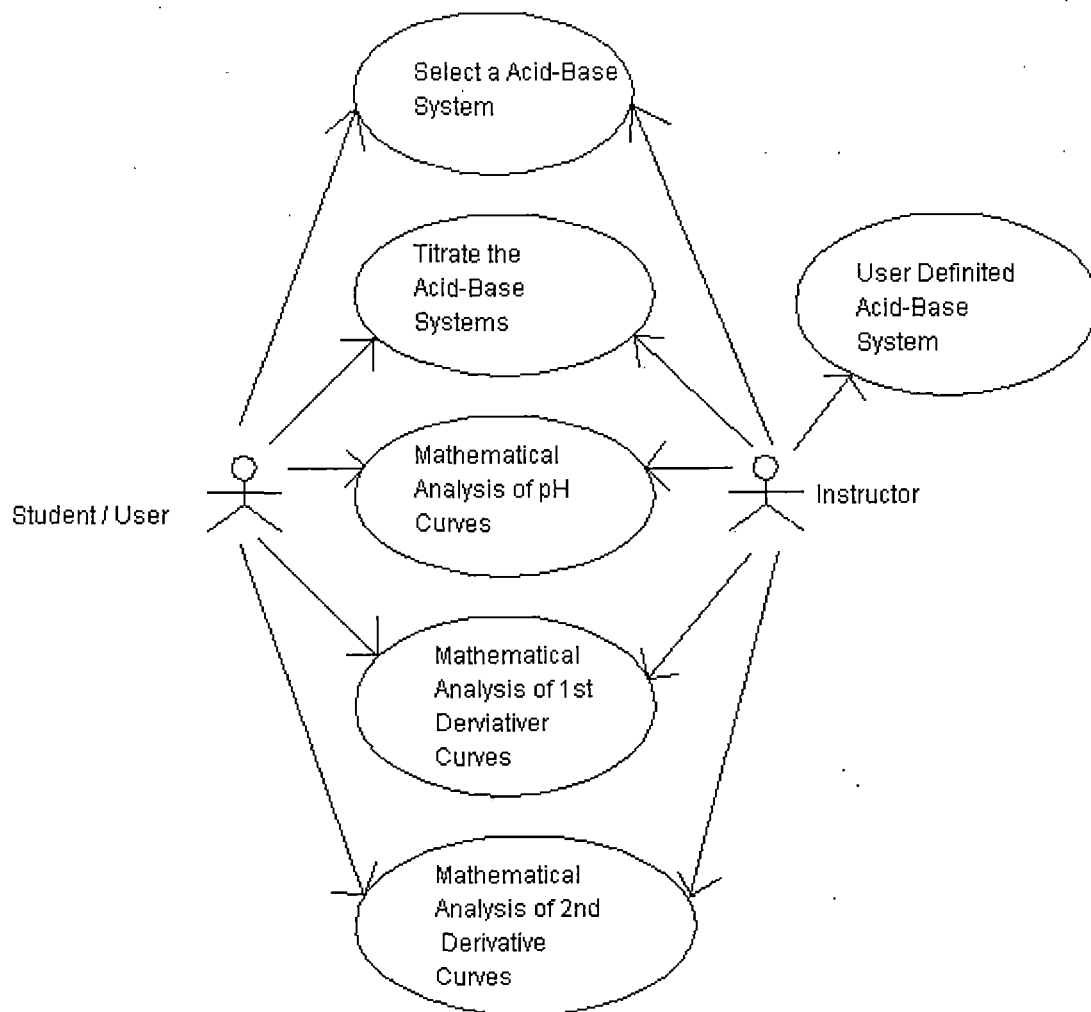 Select a Acid-Base
System
Titrate the
Acid-Base
Systems
User Definited
Acid-Base
System
Mathematical
Analysis of pH
Curves
Student / User
Instructor
Mathematical
Analysis of 1st
Derviativer
Curves
Mathematical
Analysis of 2nd
Derivative
Curves